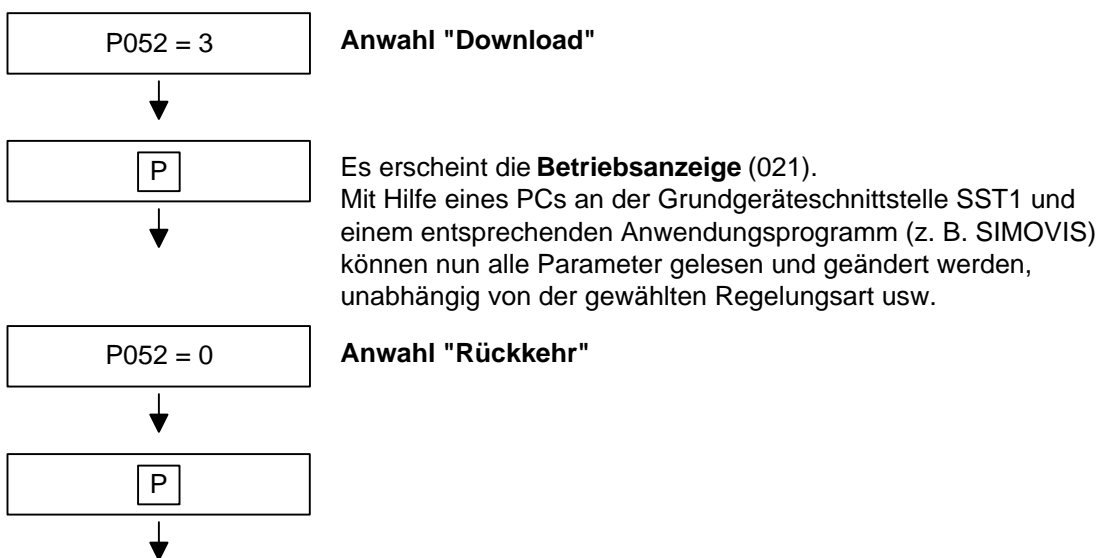 P052 = 3
Anwahl "Download"
P
Es erscheint die Betriebsanzeige (021).
Mit Hilfe eines PCs an der Grundgeräteschnittstelle SST1 und
einem entsprechenden Anwendungsprogramm (z. B. SIMOVIS)
können nun alle Parameter gelesen und geändert werden,
unabhängig von der gewählten Regelungsart usw.
P052 = 0
Anwahl "Rückkehr"
P